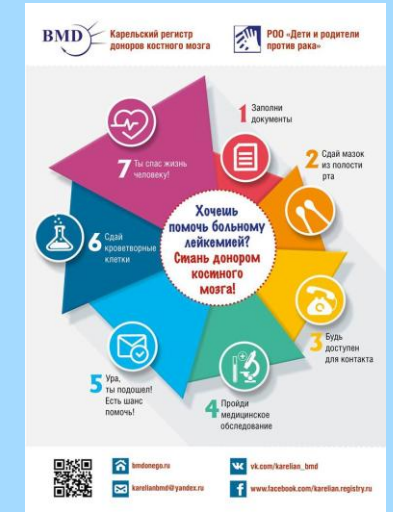 BMD
Карельский регистр
доноров костного мозга
РОО «Дети и родители
против рака»
1 Заполни
документы
2 Сдай мазок
из полости
рта
3 Будь
доступен
для контакта
4 Пройди
медицинское
обследование
5 Ура,
ты подошел!
Есть шанс
помочь!
6 Сдай
кроветворные
клетки
7 Ты спас жизнь
человеку!
Хочешь
помочь больному
лейкемией?
Стань донором
костного
мозга!
bmdonego.ru
karelianbmd@yandex.ru
vk.com/karelian_bmd
www.facebook.com/karelian.registry.ru